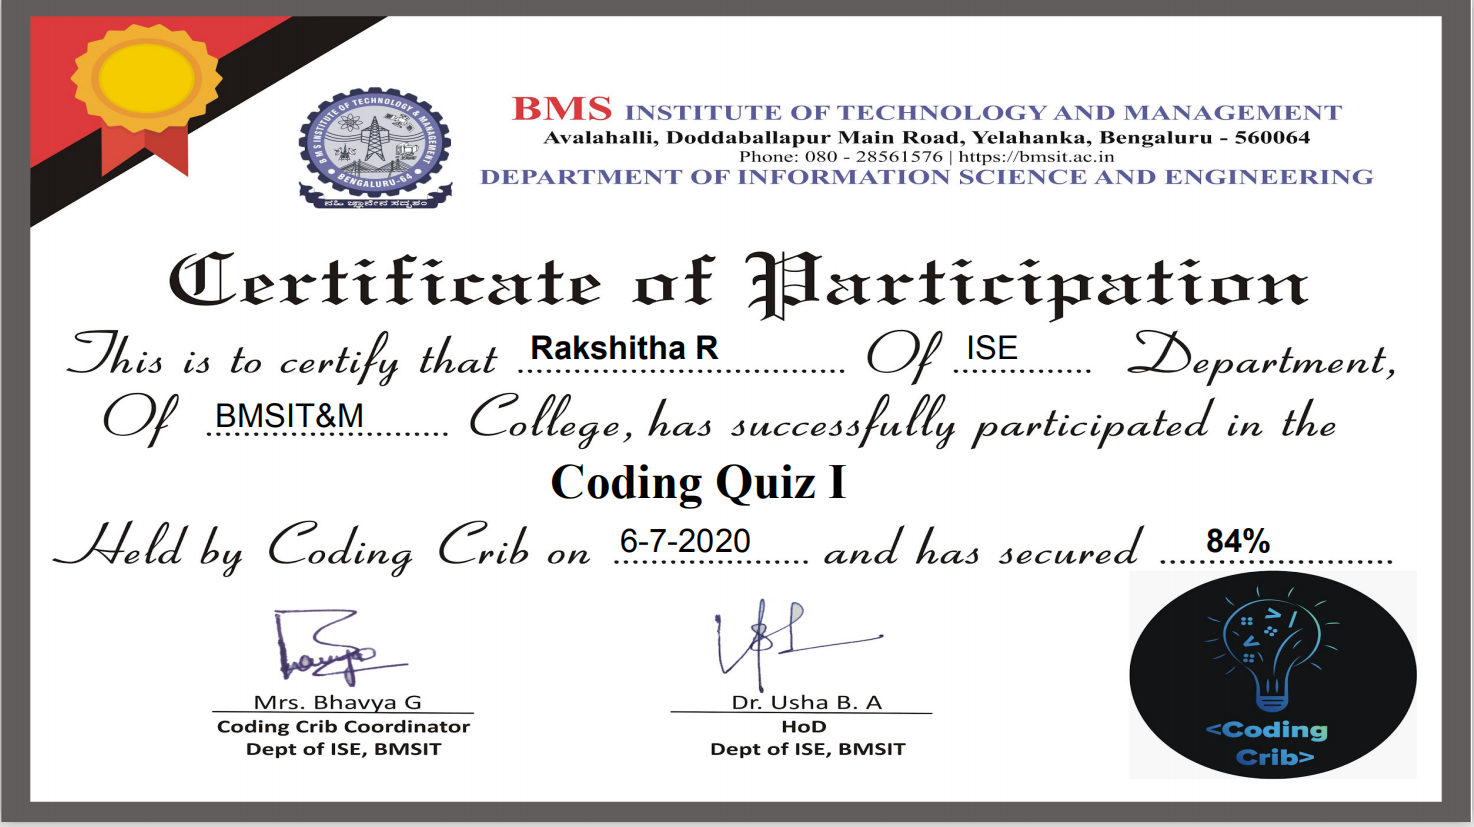 BMS INSTITUTE OF TECHNOLOGY AND MANAGEMENT
Avalahalli, Doddaballapur Main Road, Yelahanka, Bengaluru - 560064
Phone: 080 - 28561576 | https://bmsit.ac.in
DEPARTMENT OF INFORMATION SCIENCE AND ENGINEERING
B M S INSTITUTE OF TECHNOLOGY & MANAGEMENT
BENGALURU-64
Certificate of Participation
This is to certify that Rakshitha R Of ISE Department,
Of BMSIT&M College, has successfully participated in the
Coding Quiz I
Held by Coding Crib on 6-7-2020 and has secured 84%
Mrs. Bhavya G
Coding Crib Coordinator
Dept of ISE, BMSIT
Dr. Usha B. A
HoD
Dept of ISE, BMSIT
<Coding
Crib>